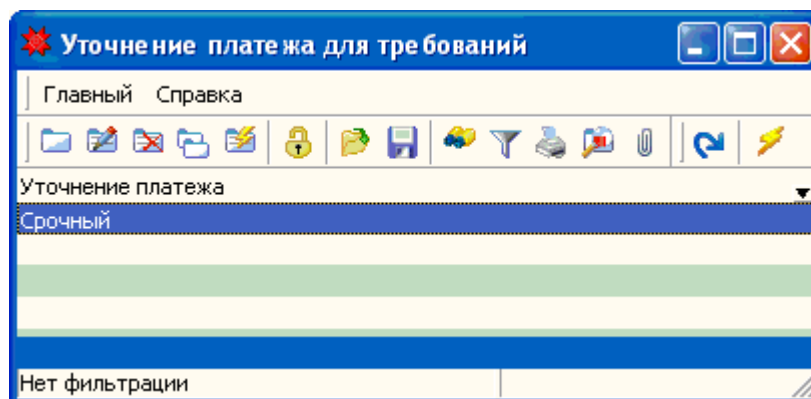 Уточнение платежа для требований
Главный Справка
Уточнение платежа
Срочный
Нет фильтрации